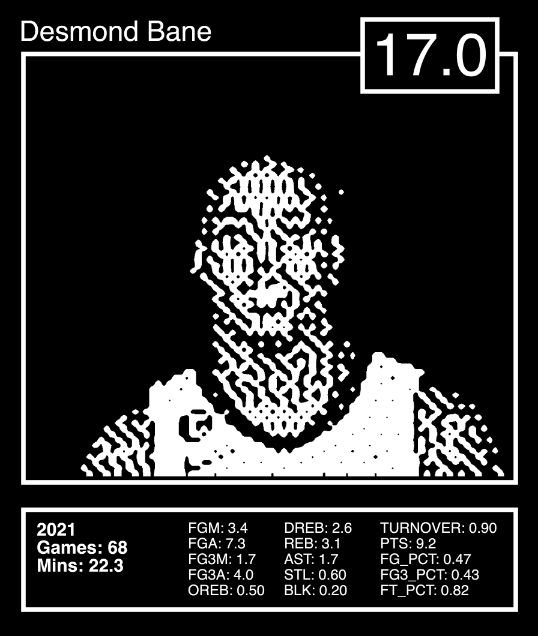 Desmond Bane
17.0
2021
Games: 68
Mins: 22.3
FGM: 3.4
FGA: 7.3
FG3M: 1.7
FG3A: 4.0
OREB: 0.50
DREB: 2.6
REB: 3.1
AST: 1.7
STL: 0.60
BLK: 0.20
TURNOVER: 0.90
PTS: 9.2
FG_PCT: 0.47
FG3_PCT: 0.43
FT_PCT: 0.82